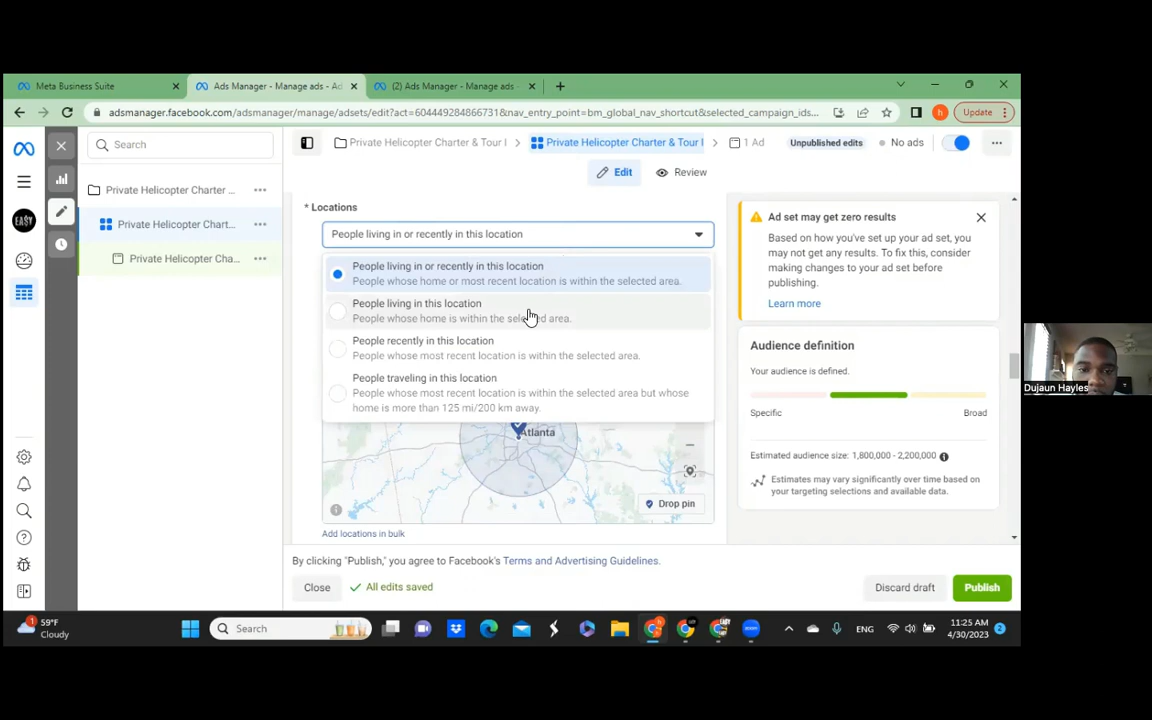 Meta Business Suite
Ads Manager - Manage ads - Ad
(2) Ads Manager - Manage ads -
adsmanager.facebook.com/adsmanager/manage/adsets/edit?act=604449284866731&nav_entry_point=bm_global_nav_shortcut&selected_campaign_ids...
h
Update
Search
Private Helicopter Charter & Tour I
Private Helicopter Charter & Tour I
1 Ad
Unpublished edits
No ads
Edit
Review
Private Helicopter Charter ...
Private Helicopter Chart...
Private Helicopter Cha...
EA$Y
* Locations
People living in or recently in this location
People living in or recently in this location
People whose home or most recent location is within the selected area.
People living in this location
People whose home is within the selected area.
People recently in this location
People whose most recent location is within the selected area.
People traveling in this location
People whose most recent location is within the selected area but whose
home is more than 125 mi/200 km away.
Atlanta
Drop pin
Add locations in bulk
Ad set may get zero results
Based on how you've set up your ad set, you
may not get any results. To fix this, consider
making changes to your ad set before
publishing.
Learn more
Audience definition
Your audience is defined.
Specific
Broad
Estimated audience size: 1,800,000 - 2,200,000
Estimates may vary significantly over time based on
your targeting selections and available data.
By clicking "Publish," you agree to Facebook's Terms and Advertising Guidelines.
Close
All edits saved
Discard draft
Publish
Dujaun Hayles
1
59°F
Cloudy
Search
ENG
11:25 AM
4/30/2023
2